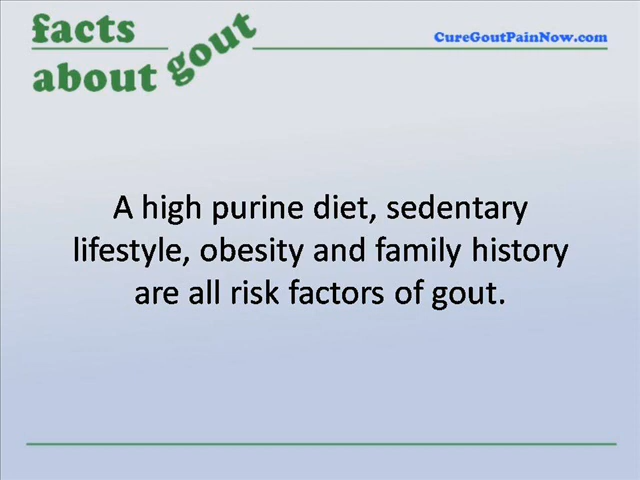 facts
about gout
CureGoutPainNow.com
A high purine diet, sedentary
lifestyle, obesity and family history
are all risk factors of gout.